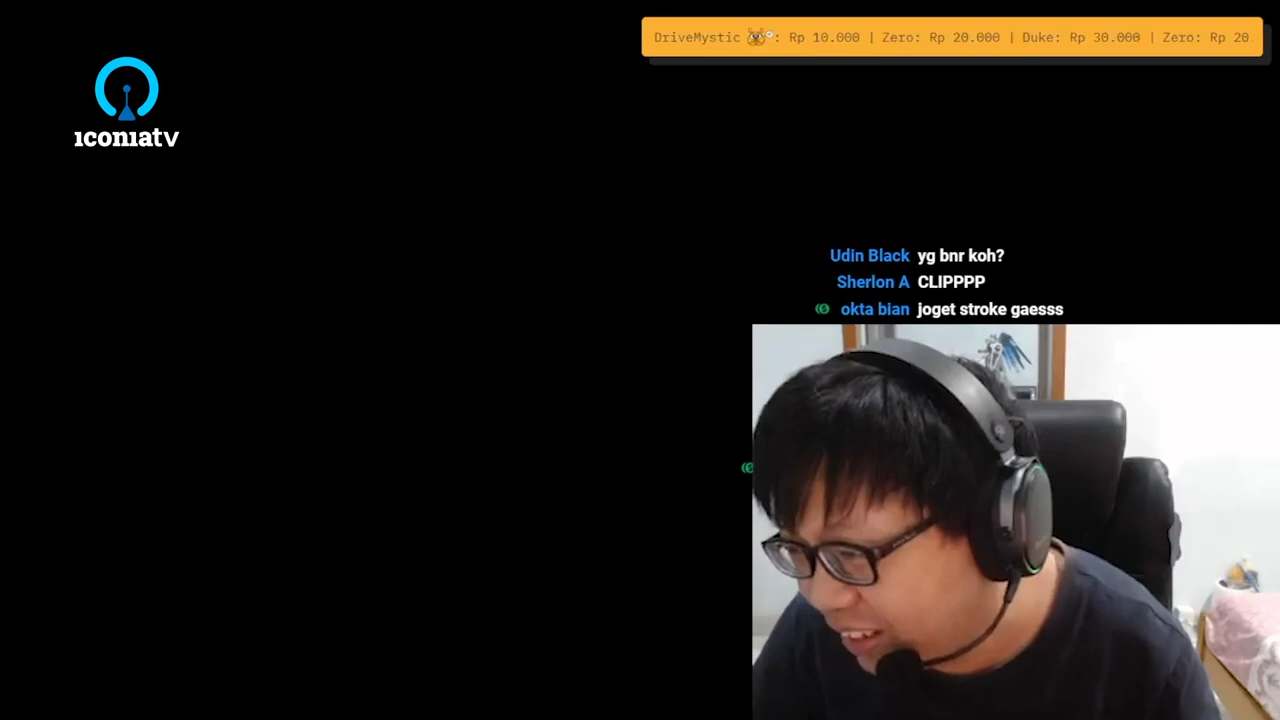 DriveMystic : Rp 10.000 | Zero: Rp 20.000 | Duke: Rp 30.000 | Zero: Rp 20
iconiatv
Udin Black yg bnr koh?
Sherlon A CLIPPPP
okta bian joget stroke gaesss